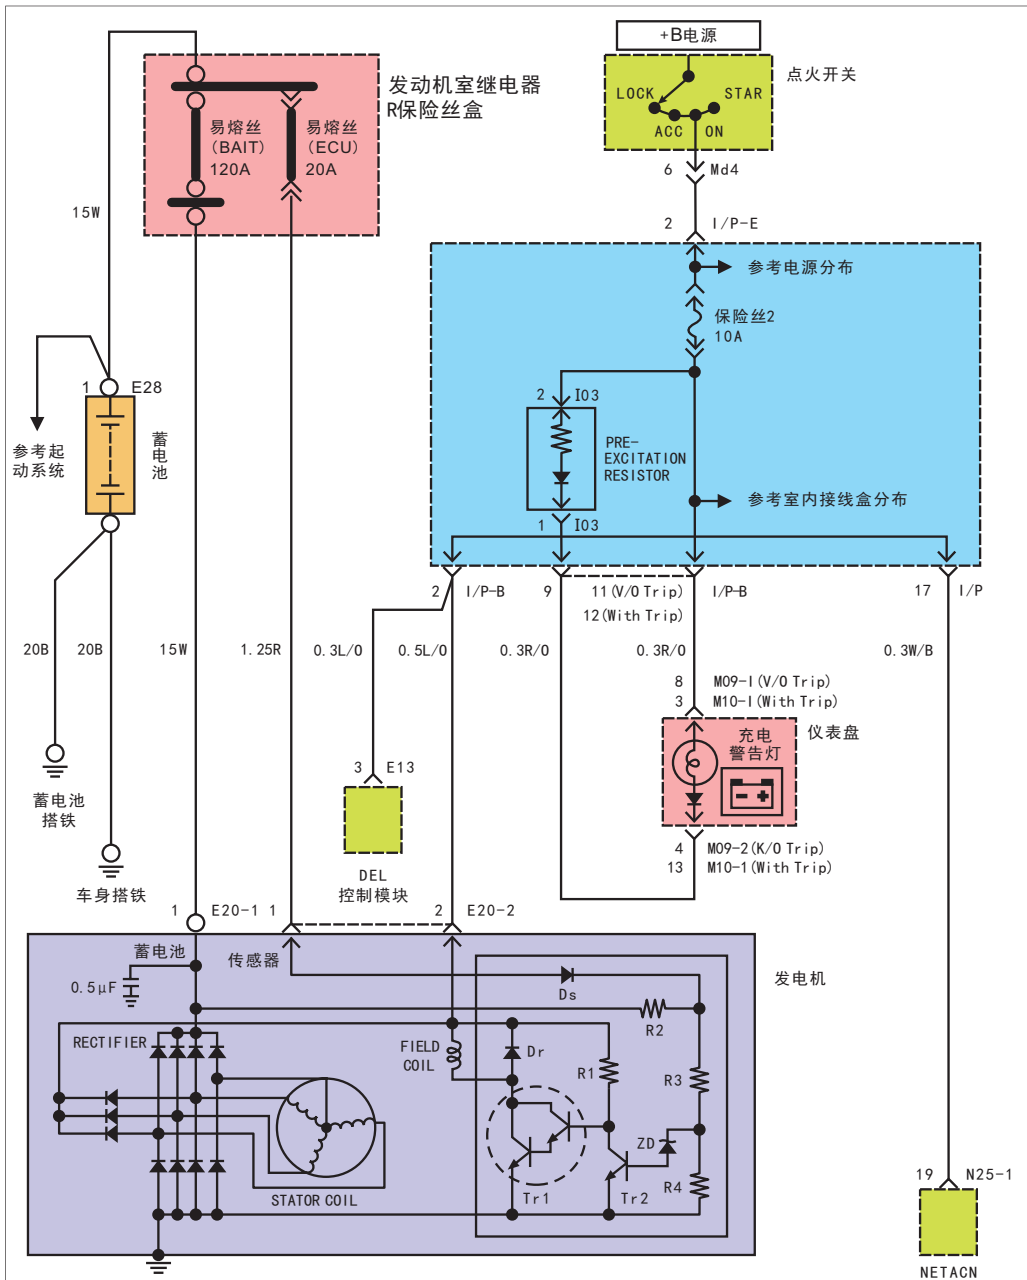 +B电源
点火开关
LOCK
STAR
ACC
ON
发动机室继电器
R保险丝盒
易熔丝
(BAIT)
120A
易熔丝
(ECU)
20A
6
Md4
15W
2
I/P-E
参考电源分布
保险丝2
10A
1
E28
2
I03
参考起
动系统
蓄
电
池
PRE-
EXCITATION
RESISTOR
参考室内接线盒分布
1
I03
2
I/P-B
9
11(V/O Trip)
12(With Trip)
I/P-B
17
I/P
20B
20B
15W
1.25R
0.3L/O
0.5L/O
0.3R/O
0.3R/O
0.3W/B
8
M09-I(V/O Trip)
3
M10-I(With Trip)
仪表盘
充电
警告灯
3
E13
蓄电池
搭铁
4
M09-2(K/O Trip)
13
M10-1(With Trip)
DEL
控制模块
车身搭铁
1
E20-1
1
2
E20-2
蓄电池
传感器
发电机
0.5μF
Ds
R2
RECTIFIER
FIELD
COIL
Dr
R1
R3
ZD
R4
STATOR COIL
Tr1
Tr2
19
N25-1
NETACN